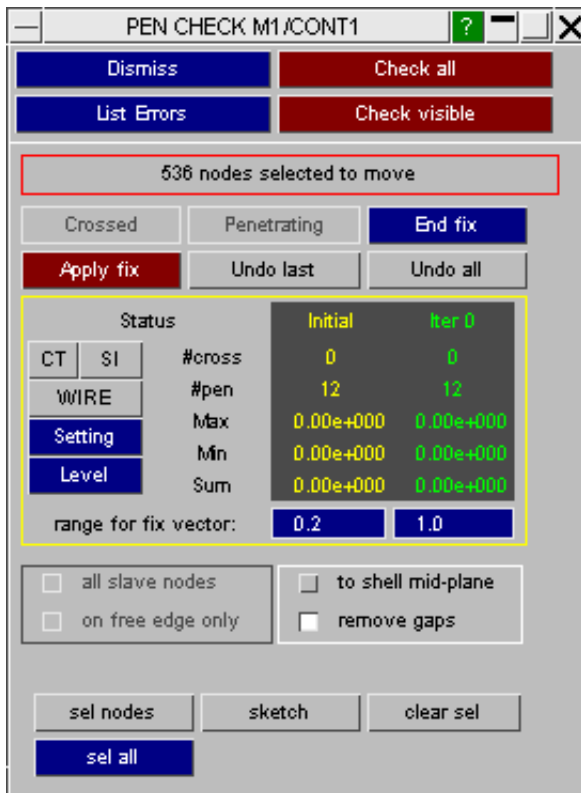 PEN CHECK M1/CONT1 ?
Dismiss Check all
List Errors Check visible
536 nodes selected to move
Crossed Penetrating End fix
Apply fix Undo last Undo all
Status Initial Iter 0
CT SI #cross 0 0
WIRE #pen 12 12
Setting Max 0.00e+000 0.00e+000
Min 0.00e+000 0.00e+000
Level Sum 0.00e+000 0.00e+000
range for fix vector: 0.2 1.0
all slave nodes to shell mid-plane
on free edge only remove gaps
sel nodes sketch clear sel
sel all